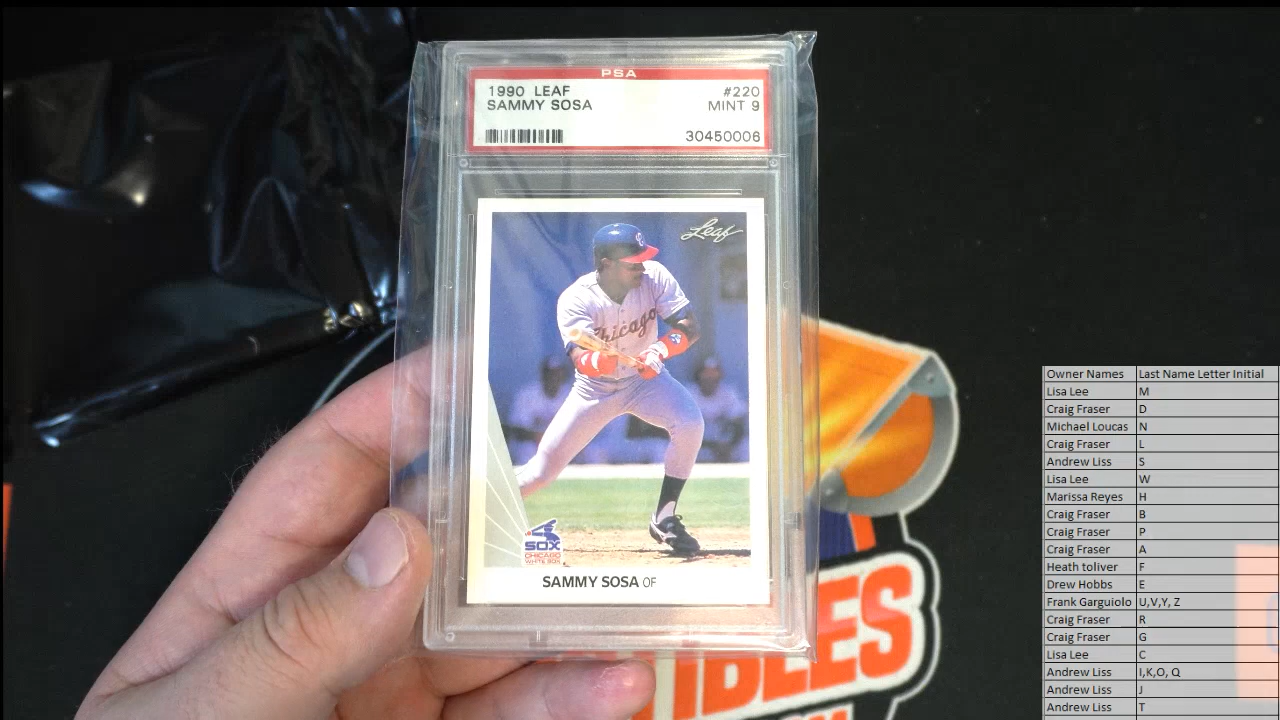 PSA
1990 LEAF #220
SAMMY SOSA MINT 9
30450006
Leaf
Chicago
SOX
CHICAGO
WHITE SOX
SAMMY SOSA OF
IBLES
Owner Names Last Name Letter Initial
Lisa Lee M
Craig Fraser D
Michael Loucas N
Craig Fraser L
Andrew Liss S
Lisa Lee W
Marissa Reyes H
Craig Fraser B
Craig Fraser P
Craig Fraser A
Heath toliver F
Drew Hobbs E
Frank Garguiolo U,V,Y, Z
Craig Fraser R
Craig Fraser G
Lisa Lee C
Andrew Liss I,K,O, Q
Andrew Liss J
Andrew Liss T